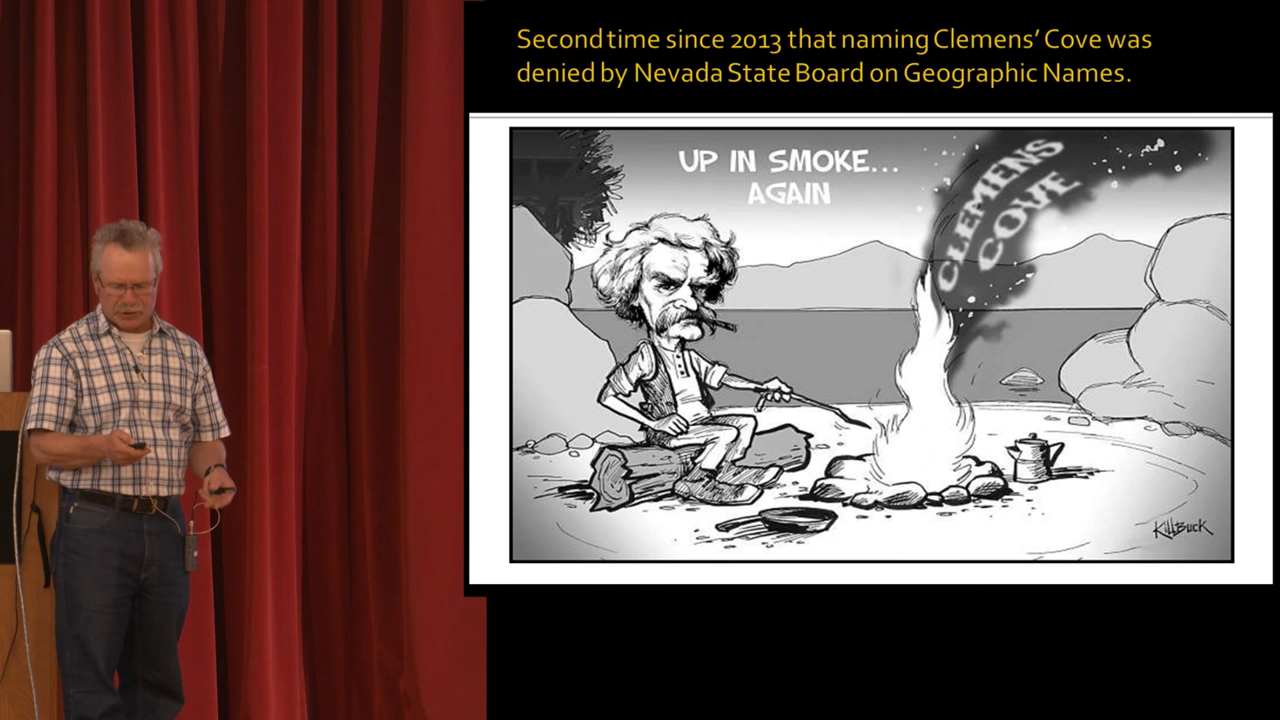 Second time since 2013 that naming Clemens' Cove was
denied by Nevada State Board on Geographic Names.
UP IN SMOKE...
AGAIN
CLEMENS
COVE
KillBuck